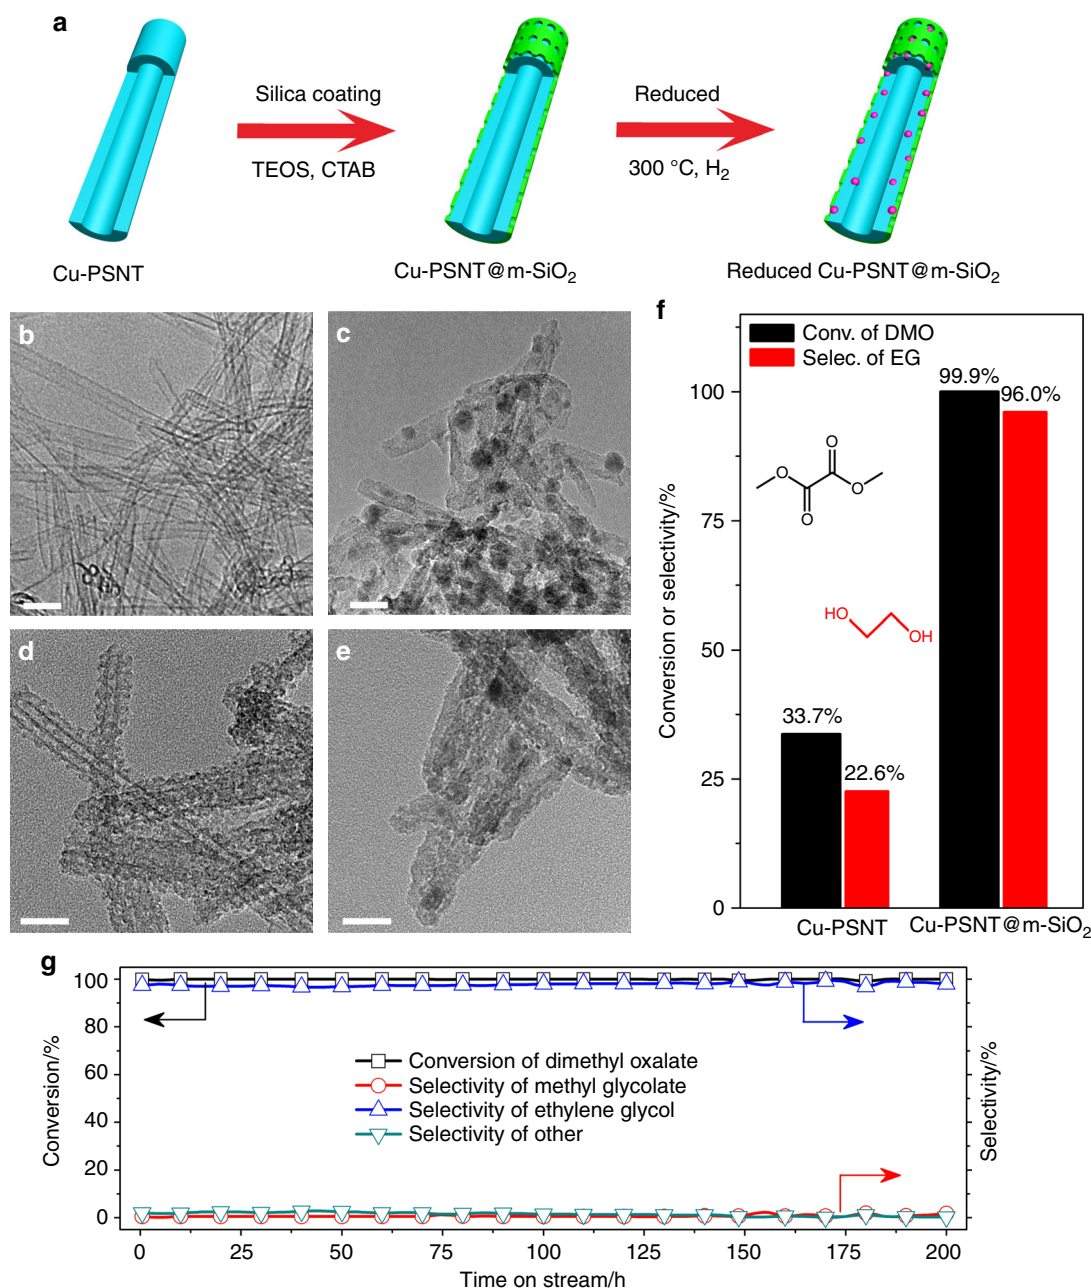 a
Silica coating
TEOS, CTAB
Reduced
300 °C, H₂
Cu-PSNT
Cu-PSNT@m-SiO₂
Reduced Cu-PSNT@m-SiO₂
b
c
d
e
f
Conv. of DMO
Selec. of EG
99.9%
96.0%
33.7%
22.6%
O
O
O
O
HO
OH
100
75
50
25
0
Conversion or selectivity/%
Cu-PSNT
Cu-PSNT@m-SiO₂
g
100
80
60
40
20
0
Conversion/%
Conversion of dimethyl oxalate
Selectivity of methyl glycolate
Selectivity of ethylene glycol
Selectivity of other
Selectivity/%
0
25
50
75
100
125
150
175
200
Time on stream/h